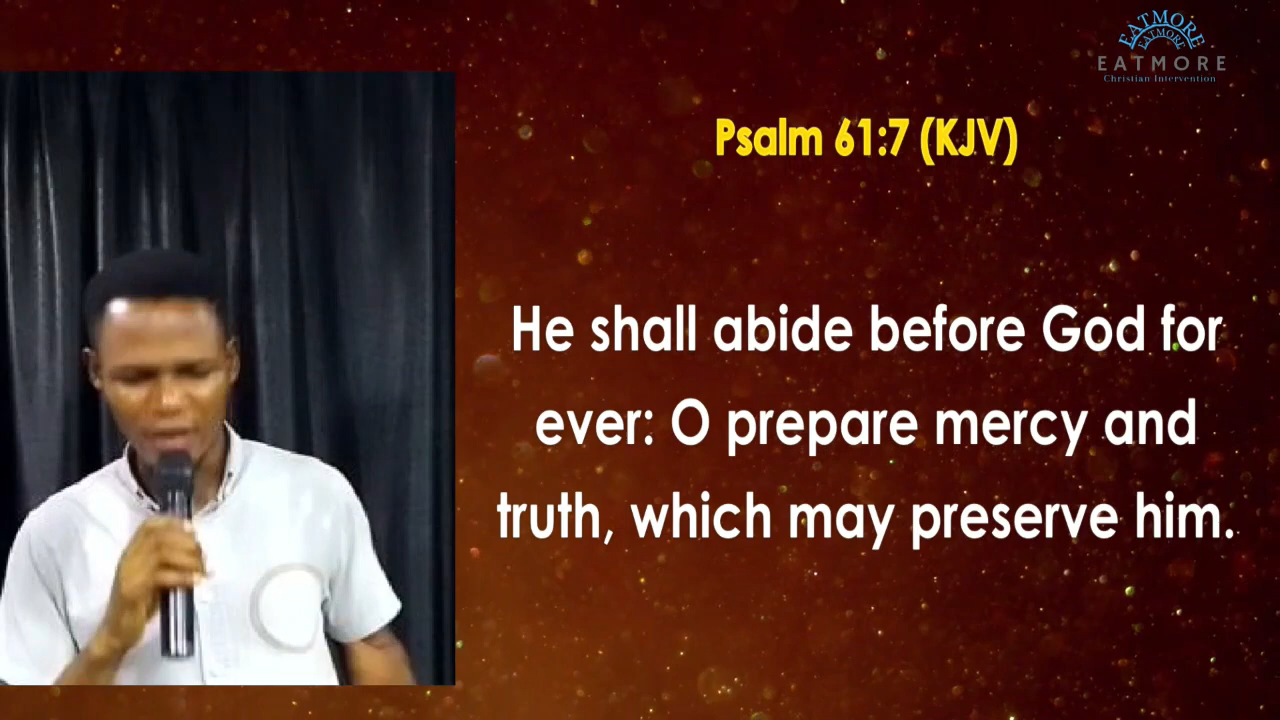 EATMORE
EATMORE
EATMORE
Christian Intervention
Psalm 61:7 (KJV)
He shall abide before God for
ever: O prepare mercy and
truth, which may preserve him.